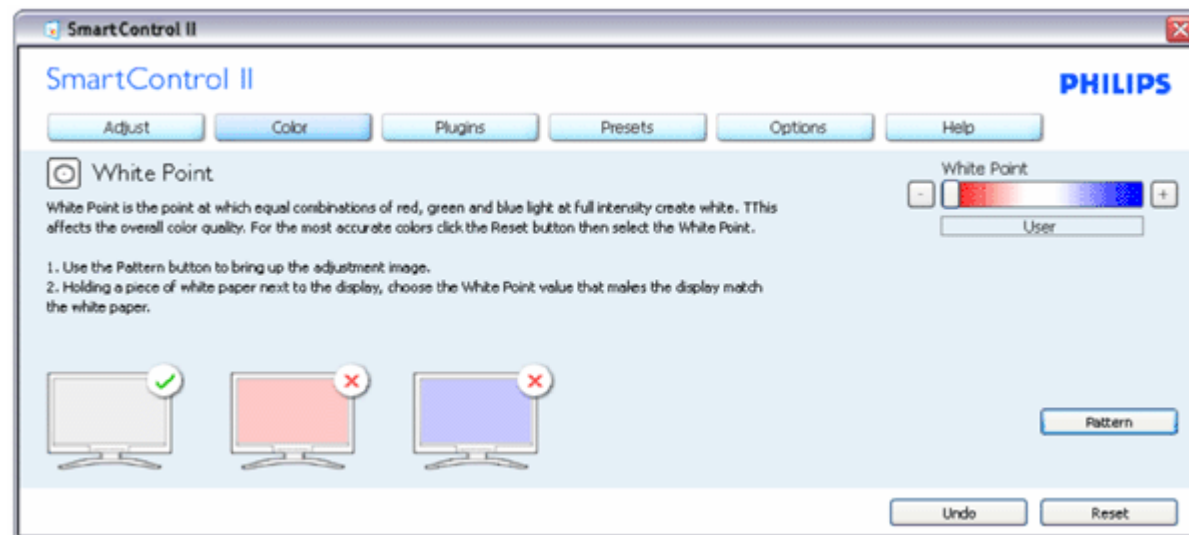 SmartControl II
SmartControl II
PHILIPS
Adjust Color Plugins Presets Options Help
White Point
White Point
- +
User
White Point is the point at which equal combinations of red, green and blue light at full intensity create white. TThis
affects the overall color quality. For the most accurate colors click the Reset button then select the White Point.
1. Use the Pattern button to bring up the adjustment image.
2. Holding a piece of white paper next to the display, choose the White Point value that makes the display match
the white paper.
Pattern
Undo Reset